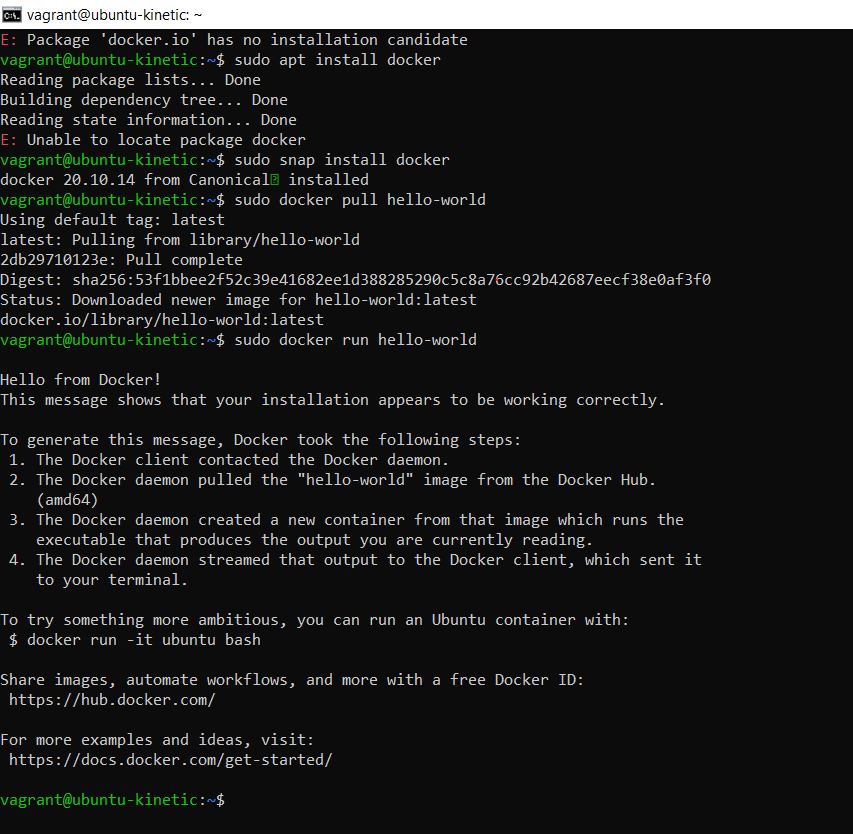 vagrant@ubuntu-kinetic: ~
E: Package 'docker.io' has no installation candidate
vagrant@ubuntu-kinetic:~$ sudo apt install docker
Reading package lists... Done
Building dependency tree... Done
Reading state information... Done
E: Unable to locate package docker
vagrant@ubuntu-kinetic:~$ sudo snap install docker
docker 20.10.14 from Canonical installed
vagrant@ubuntu-kinetic:~$ sudo docker pull hello-world
Using default tag: latest
latest: Pulling from library/hello-world
2db29710123e: Pull complete
Digest: sha256:53f1bbee2f52c39e41682ee1d388285290c5c8a76cc92b42687eecf38e0af3f0
Status: Downloaded newer image for hello-world:latest
docker.io/library/hello-world:latest
vagrant@ubuntu-kinetic:~$ sudo docker run hello-world
Hello from Docker!
This message shows that your installation appears to be working correctly.
To generate this message, Docker took the following steps:
1. The Docker client contacted the Docker daemon.
2. The Docker daemon pulled the "hello-world" image from the Docker Hub.
(amd64)
3. The Docker daemon created a new container from that image which runs the
executable that produces the output you are currently reading.
4. The Docker daemon streamed that output to the Docker client, which sent it
to your terminal.
To try something more ambitious, you can run an Ubuntu container with:
$ docker run -it ubuntu bash
Share images, automate workflows, and more with a free Docker ID:
https://hub.docker.com/
For more examples and ideas, visit:
https://docs.docker.com/get-started/
vagrant@ubuntu-kinetic:~$